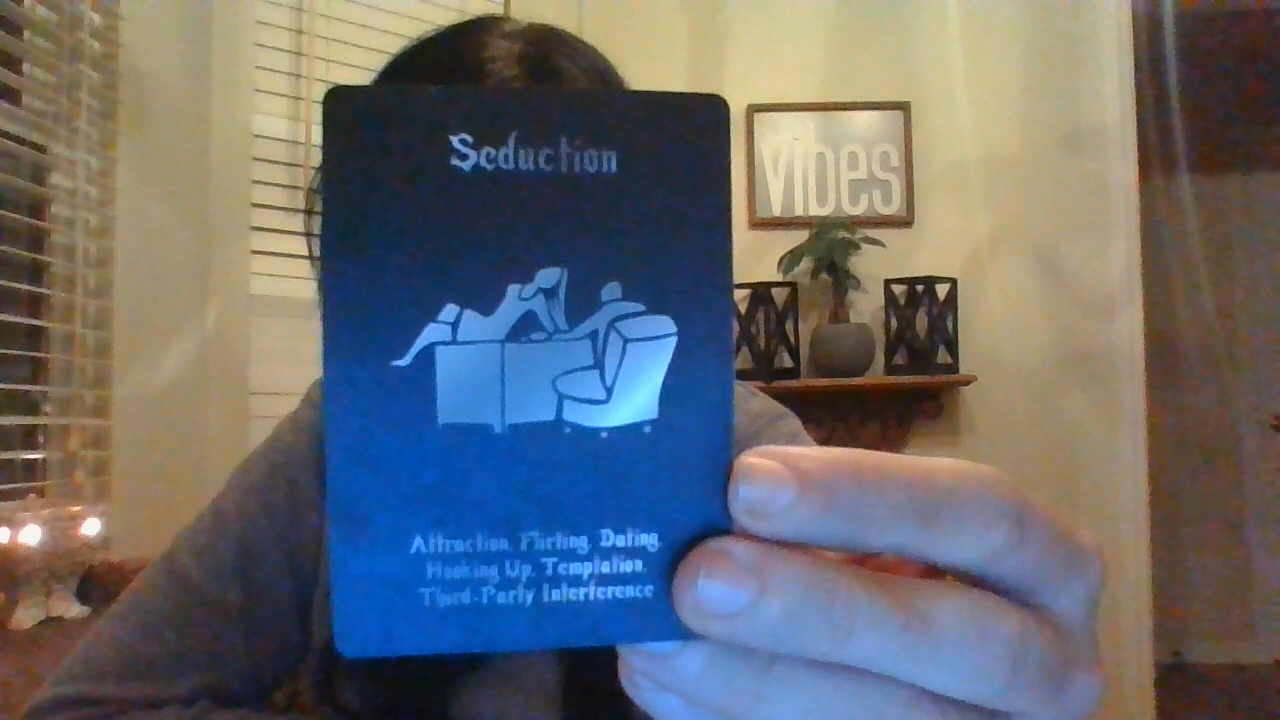 Seduction
vibes
Attraction, Flirting, Dating,
Hooking Up, Temptation,
Third-Party Interference